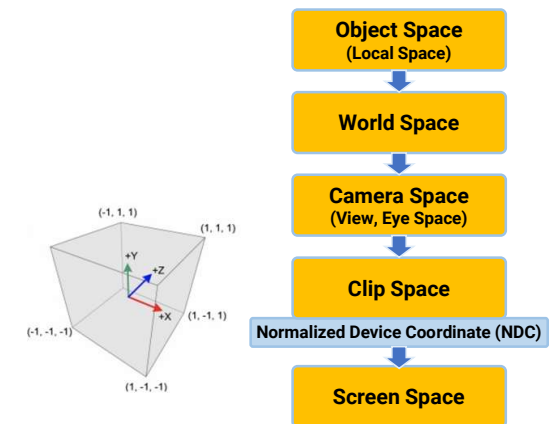 Object Space
(Local Space)
World Space
Camera Space
(View, Eye Space)
Clip Space
Normalized Device Coordinate (NDC)
Screen Space
(-1, 1, 1)
(1, 1, 1)
+Y
+Z
+X
(1, -1, 1)
(-1, -1, -1)
(1, -1, -1)